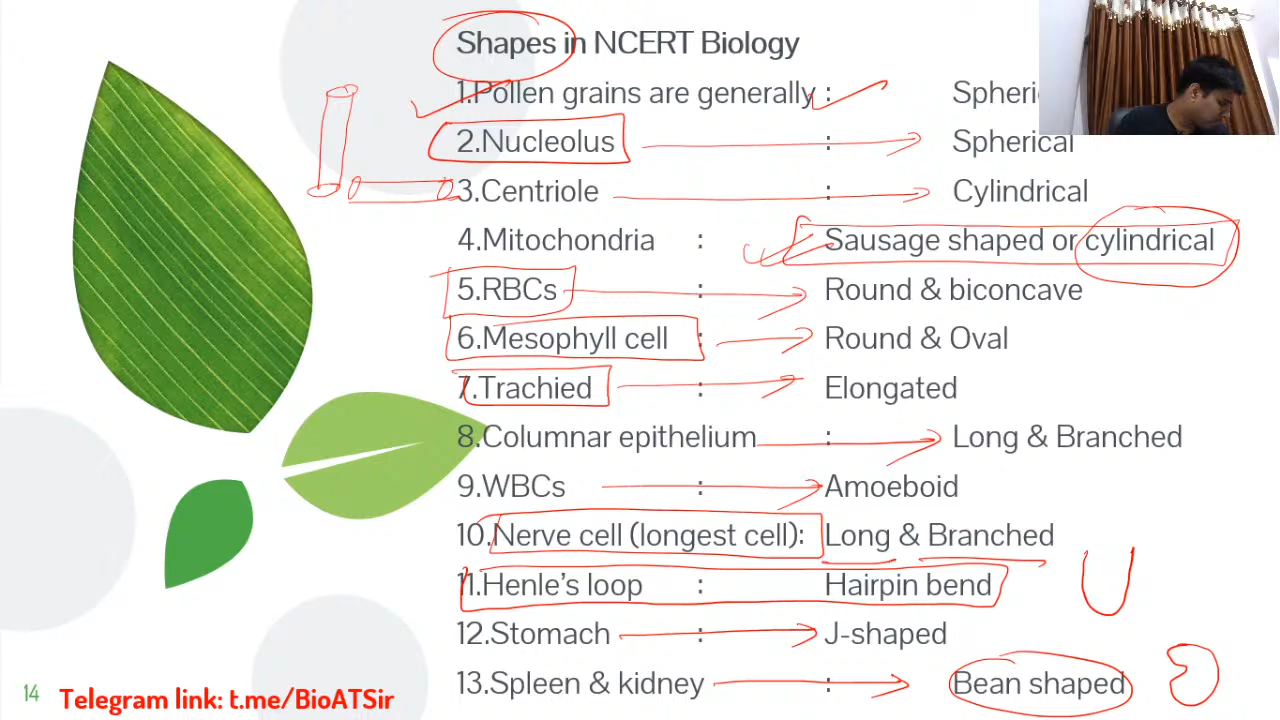 Shapes in NCERT Biology
1.Pollen grains are generally :
2.Nucleolus : Spherical
3.Centriole : Cylindrical
4.Mitochondria : Sausage shaped or cylindrical
5.RBCs : Round & biconcave
6.Mesophyll cell : Round & Oval
7.Trachied : Elongated
8.Columnar epithelium : Long & Branched
9.WBCs : Amoeboid
10.Nerve cell (longest cell): Long & Branched
11.Henle's loop : Hairpin bend
12.Stomach : J-shaped
13.Spleen & kidney : Bean shaped
14 Telegram link: t.me/BioATSir